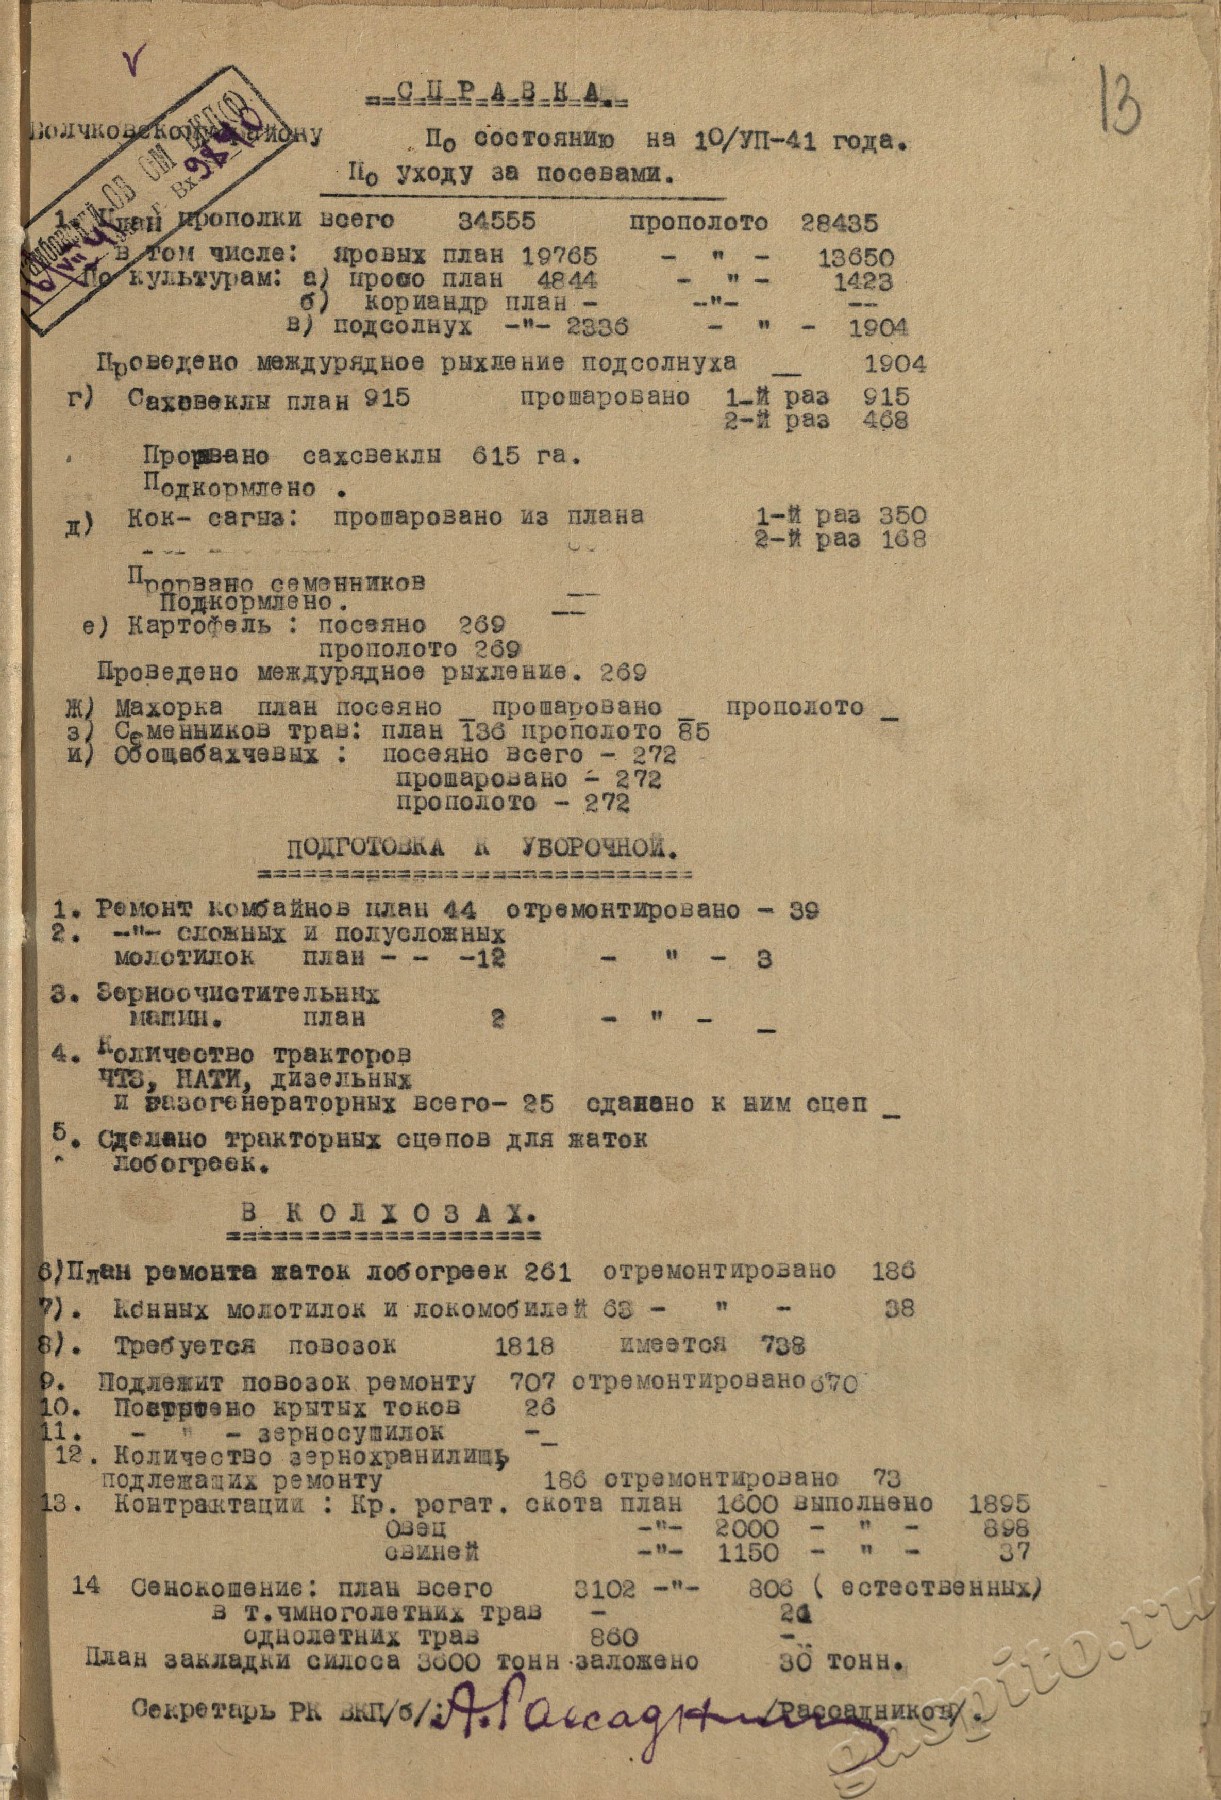 13
СПРАВКА.
Волчковскому району По состоянию на 10/УП-41 года.
По уходу за посевами.
1. План прополки всего 34555 прополото 28435
в том числе: яровых план 19765 - " - 13650
По культурам: а) просо план 4844 - " - 1423
б) кориандр план - -"- --
в) подсолнух -"- 2336 - " - 1904
Проведено междурядное рыхление подсолнуха __ 1904
г) Сахсвеклы план 915 прошаровано 1-й раз 915
2-й раз 468
Прорвано сахсвеклы 615 га.
Подкормлено .
д) Кок- сагыз: прошаровано из плана 1-й раз 350
2-й раз 168
Прорвано семенников __
Подкормлено. __
е) Картофель : посеяно 269
прополото 269
Проведено междурядное рыхление. 269
Ж) Махорка план посеяно _ прошаровано _ прополото _
з) Семенников трав: план 136 прополото 85
и) Обощебахчевых : посеяно всего - 272
прошаровано - 272
прополото - 272
ПОДГОТОВКА К УБОРОЧНОЙ.
1. Ремонт комбайнов план 44 отремонтировано - 39
2. -"- сложных и полусложных
молотилок план - - -12 - " - 3
3. Зерноочистительных
машин. план 2 - " - _
4. Количество тракторов
ЧТЗ, НАТИ, дизельных
и газогенераторных всего- 25 сделано к ним сцеп _
5. Сделано тракторных сцепов для жаток
лобогреек.
В КОЛХОЗАХ.
6)План ремонта жаток лобогреек 261 отремонтировано 186
7). Конных молотилок и локомобилей 63 - " - 38
8). Требуется повозок 1818 имеется 738
9. Подлежит повозок ремонту 707 отремонтировано 670
10. Построено крытых токов 26
11. - " - зерносушилок -_
12. Количество зернохранилищ,
подлежащих ремонту 186 отремонтировано 73
13. Контрактации : Кр. рогат. скота план 1600 выполнено 1895
Овец -"- 2000 - " - 898
свиней -"- 1150 - " - 37
14 Сенокошение: план всего 3102 -"- 806 ( естественных)
в т.чмноголетних трав - 21
однолетних трав 860 -
План закладки силоса 3600 тонн заложено 30 тонн.
Секретарь РК ВКП/б/: А.Рассадник /Рассадников/.
gaspito.ru